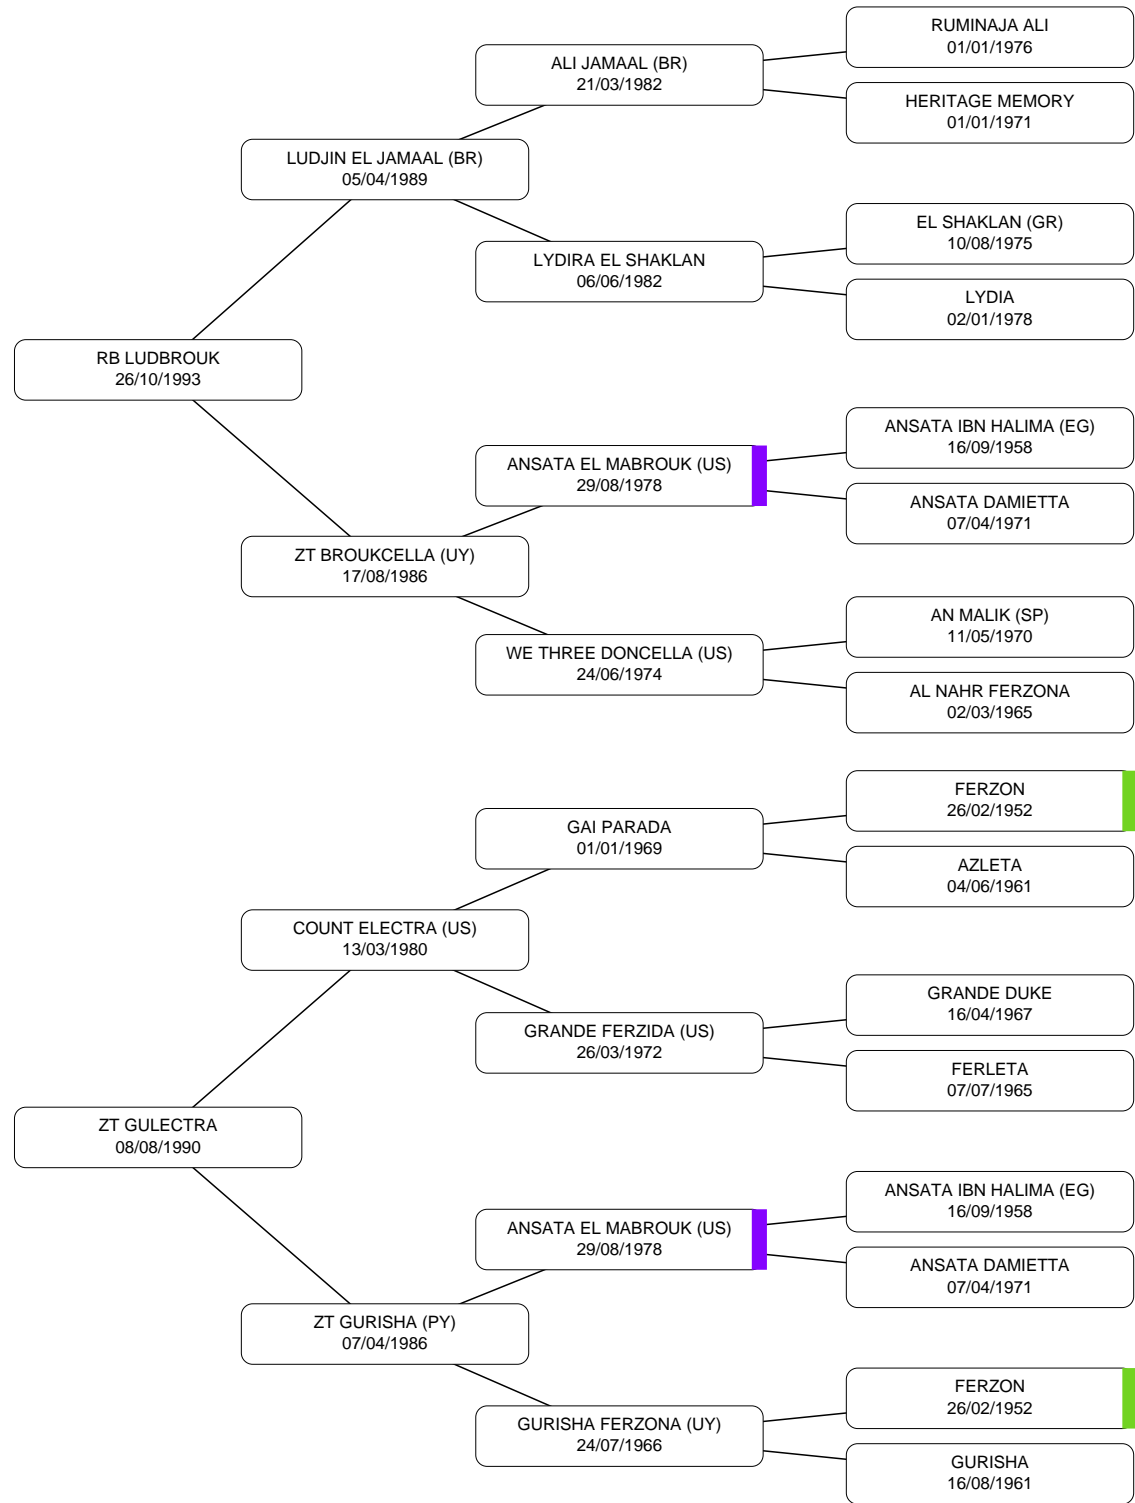 RUMINAJA ALI
01/01/1976
ALI JAMAAL (BR)
21/03/1982
HERITAGE MEMORY
01/01/1971
LUDJIN EL JAMAAL (BR)
05/04/1989
EL SHAKLAN (GR)
10/08/1975
LYDIRA EL SHAKLAN
06/06/1982
LYDIA
02/01/1978
RB LUDBROUK
26/10/1993
ANSATA IBN HALIMA (EG)
16/09/1958
ANSATA EL MABROUK (US)
29/08/1978
ANSATA DAMIETTA
07/04/1971
ZT BROUKCELLA (UY)
17/08/1986
AN MALIK (SP)
11/05/1970
WE THREE DONCELLA (US)
24/06/1974
AL NAHR FERZONA
02/03/1965
FERZON
26/02/1952
GAI PARADA
01/01/1969
AZLETA
04/06/1961
COUNT ELECTRA (US)
13/03/1980
GRANDE DUKE
16/04/1967
GRANDE FERZIDA (US)
26/03/1972
FERLETA
07/07/1965
ZT GULECTRA
08/08/1990
ANSATA IBN HALIMA (EG)
16/09/1958
ANSATA EL MABROUK (US)
29/08/1978
ANSATA DAMIETTA
07/04/1971
ZT GURISHA (PY)
07/04/1986
FERZON
26/02/1952
GURISHA FERZONA (UY)
24/07/1966
GURISHA
16/08/1961